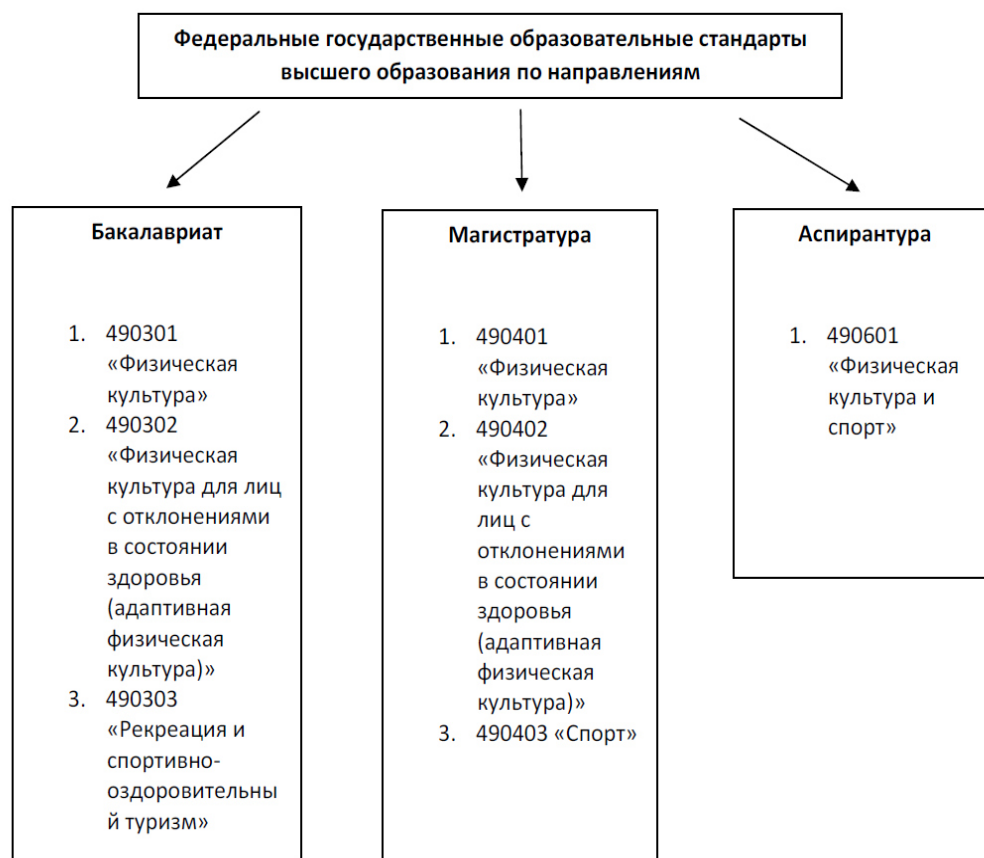 Федеральные государственные образовательные стандарты
высшего образования по направлениям
Бакалавриат
1. 490301
«Физическая
культура»
2. 490302
«Физическая
культура для лиц
с отклонениями
в состоянии
здоровья
(адаптивная
физическая
культура)»
3. 490303
«Рекреация и
спортивно-
оздоровительны
й туризм»
Магистратура
1. 490401
«Физическая
культура»
2. 490402
«Физическая
культура для
лиц с
отклонениями
в состоянии
здоровья
(адаптивная
физическая
культура)»
3. 490403 «Спорт»
Аспирантура
1. 490601
«Физическая
культура и
спорт»